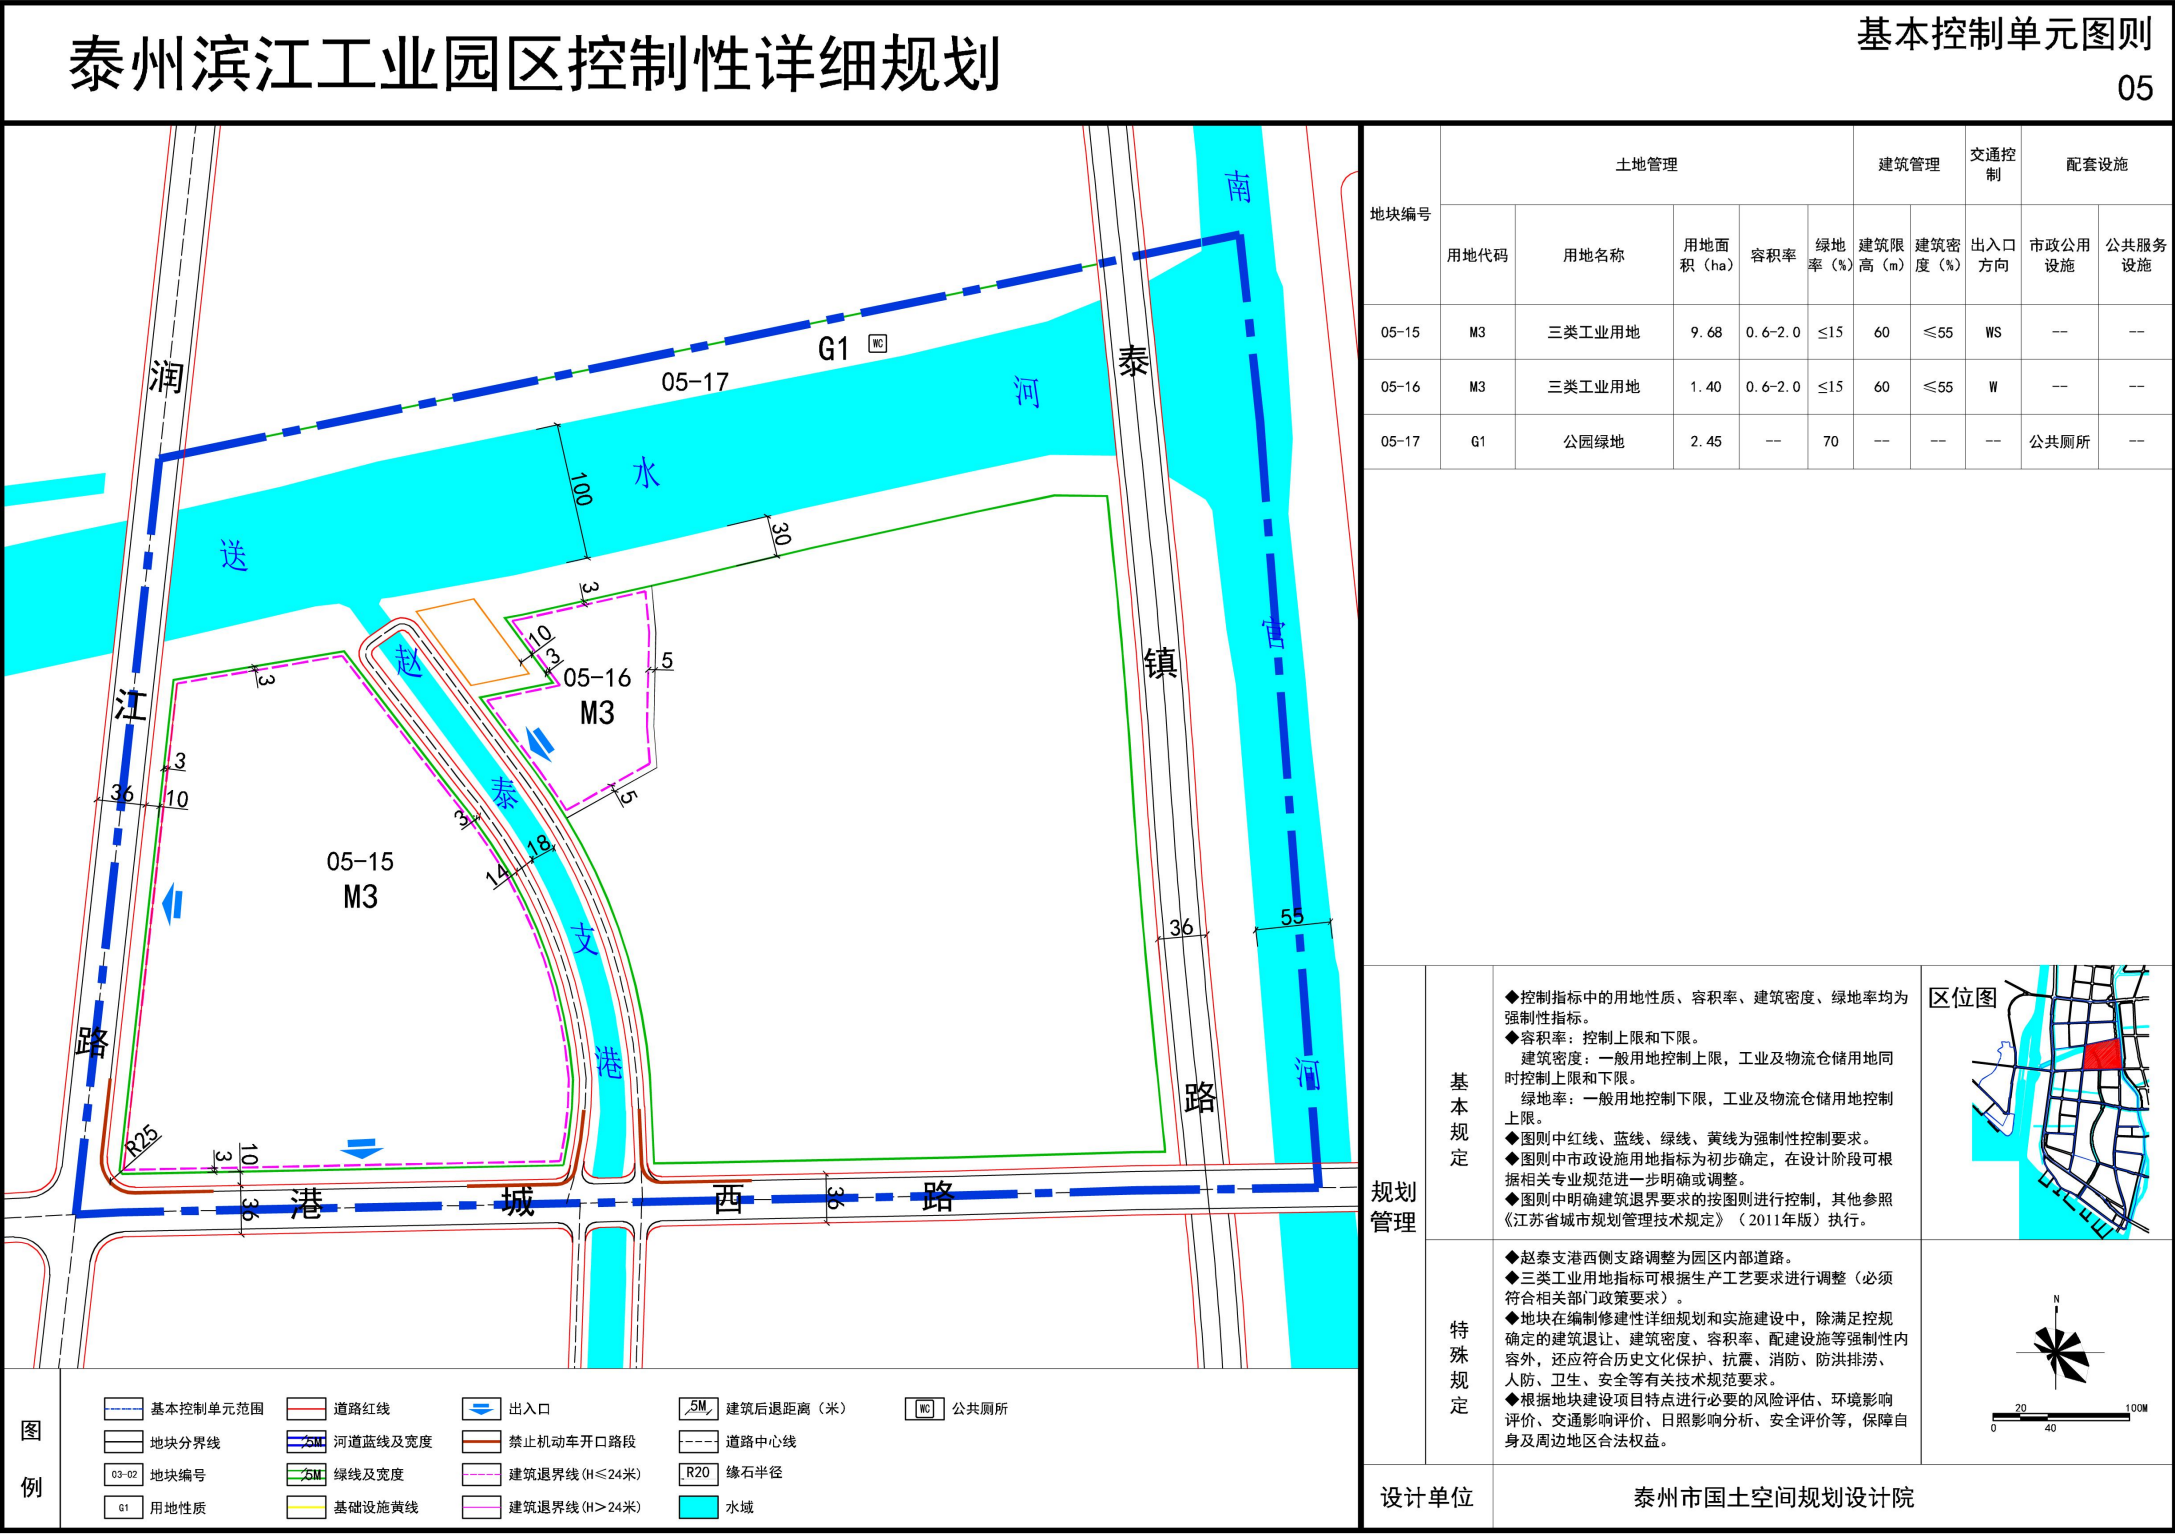 泰州滨江工业园区控制性详细规划
基本控制单元图则
05
润
江
路
泰
镇
路
南
官
河
送
水
河
赵
泰
支
港
港
城
西
路
G1 WC
05-17
100
30
3
10
3
05-16
M3
5
5
3
3
36
10
05-15
M3
3
18
14
36
55
R25
3
10
36
36
地块编号
土地管理
建筑管理
交通控
制
配套设施
用地代码
用地名称
用地面
积（ha）
容积率
绿地
率（%）
建筑限
高（m）
建筑密
度（%）
出入口
方向
市政公用
设施
公共服务
设施
05-15 M3 三类工业用地 9.68 0.6-2.0 ≤15 60 ≤55 WS -- --
05-16 M3 三类工业用地 1.40 0.6-2.0 ≤15 60 ≤55 W -- --
05-17 G1 公园绿地 2.45 -- 70 -- -- -- 公共厕所 --
规划
管理
基
本
规
定
◆控制指标中的用地性质、容积率、建筑密度、绿地率均为
强制性指标。
◆容积率：控制上限和下限。
建筑密度：一般用地控制上限，工业及物流仓储用地同
时控制上限和下限。
绿地率：一般用地控制下限，工业及物流仓储用地控制
上限。
◆图则中红线、蓝线、绿线、黄线为强制性控制要求。
◆图则中市政设施用地指标为初步确定，在设计阶段可根
据相关专业规范进一步明确或调整。
◆图则中明确建筑退界要求的按图则进行控制，其他参照
《江苏省城市规划管理技术规定》（2011年版）执行。
区位图
特
殊
规
定
◆赵泰支港西侧支路调整为园区内部道路。
◆三类工业用地指标可根据生产工艺要求进行调整（必须
符合相关部门政策要求）。
◆地块在编制修建性详细规划和实施建设中，除满足控规
确定的建筑退让、建筑密度、容积率、配建设施等强制性内
容外，还应符合历史文化保护、抗震、消防、防洪排涝、
人防、卫生、安全等有关技术规范要求。
◆根据地块建设项目特点进行必要的风险评估、环境影响
评价、交通影响评价、日照影响分析、安全评价等，保障自
身及周边地区合法权益。
N
20 100M
0 40
设计单位
泰州市国土空间规划设计院
图
例
基本控制单元范围
道路红线
出入口
5M 建筑后退距离（米）
WC 公共厕所
地块分界线
5M 河道蓝线及宽度
禁止机动车开口路段
道路中心线
03-02 地块编号
5M 绿线及宽度
建筑退界线(H≤24米)
R20 缘石半径
G1 用地性质
基础设施黄线
建筑退界线(H＞24米)
水域